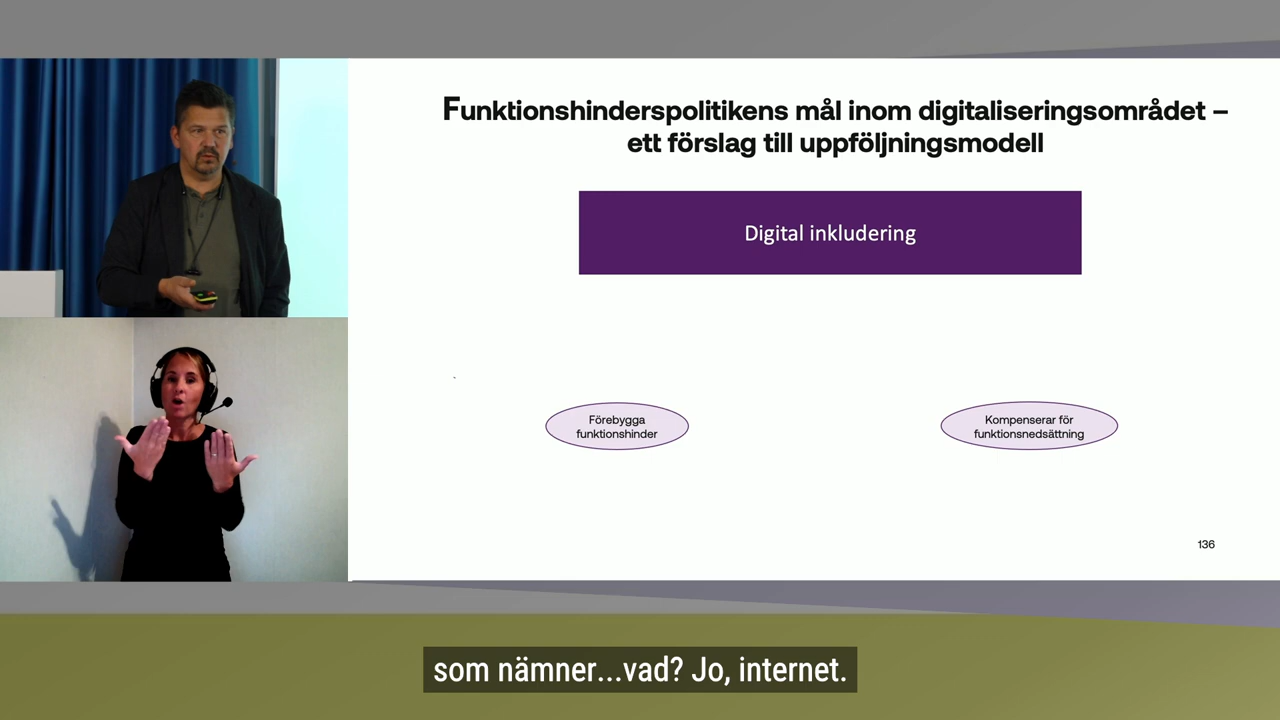 Funktionshinderspolitikens mål inom digitaliseringsområdet –
ett förslag till uppföljningsmodell
Digital inkludering
Förebygga
funktionshinder
Kompenserar för
funktionsnedsättning
136
som nämner...vad? Jo, internet.